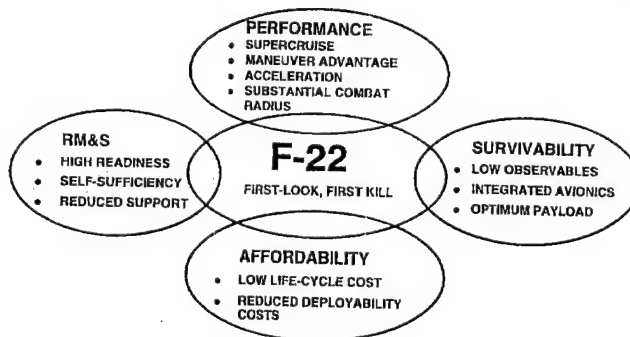 PERFORMANCE
• SUPERCRUISE
• MANEUVER ADVANTAGE
• ACCELERATION
• SUBSTANTIAL COMBAT
RADIUS
RM&S
• HIGH READINESS
• SELF-SUFFICIENCY
• REDUCED SUPPORT
F-22
FIRST-LOOK, FIRST KILL
SURVIVABILITY
• LOW OBSERVABLES
• INTEGRATED AVIONICS
• OPTIMUM PAYLOAD
AFFORDABILITY
• LOW LIFE-CYCLE COST
• REDUCED DEPLOYABILITY
COSTS